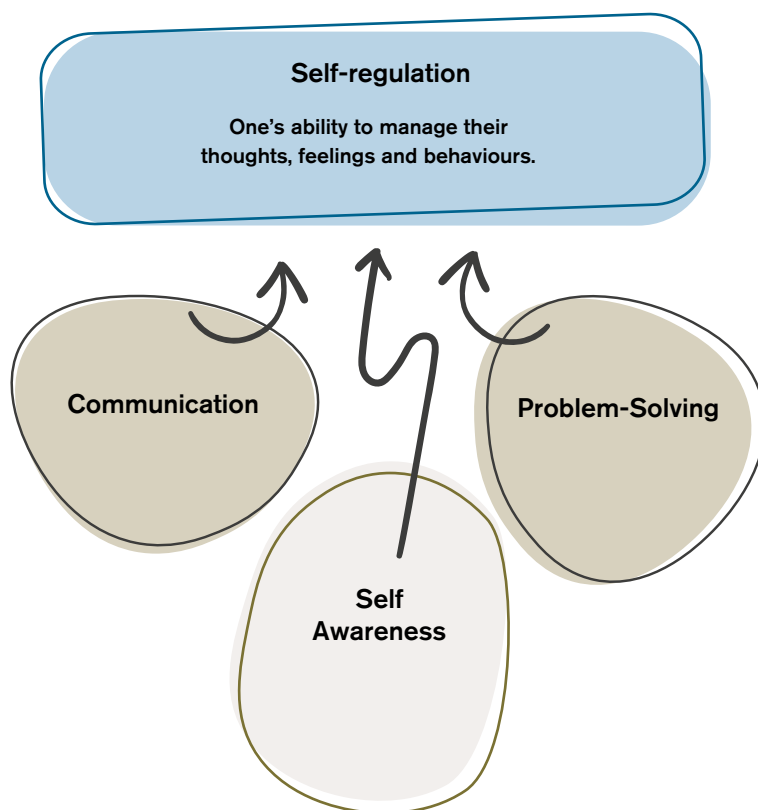 Self-regulation
One’s ability to manage their
thoughts, feelings and behaviours.
Communication
Problem-Solving
Self
Awareness